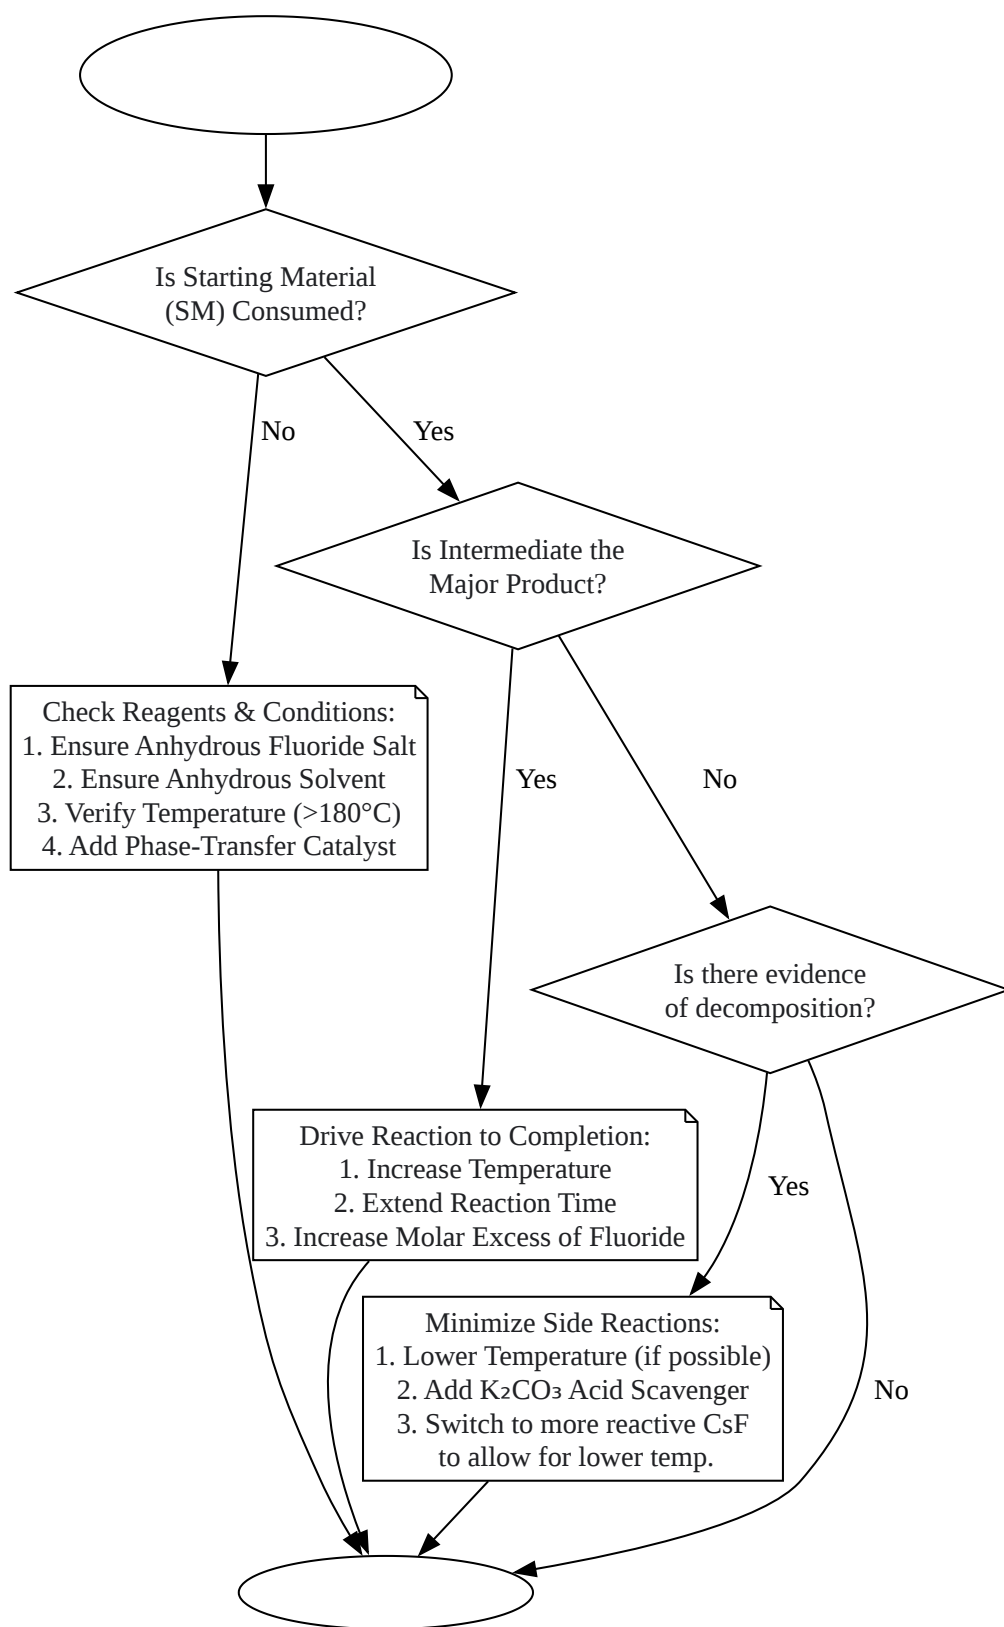 Is Starting Material
(SM) Consumed?
No
Yes
Is Intermediate the
Major Product?
Check Reagents & Conditions:
1. Ensure Anhydrous Fluoride Salt
2. Ensure Anhydrous Solvent
3. Verify Temperature (>180°C)
4. Add Phase-Transfer Catalyst
Yes
No
Is there evidence
of decomposition?
Drive Reaction to Completion:
1. Increase Temperature
2. Extend Reaction Time
3. Increase Molar Excess of Fluoride
Yes
Minimize Side Reactions:
1. Lower Temperature (if possible)
2. Add K₂CO₃ Acid Scavenger
3. Switch to more reactive CsF
to allow for lower temp.
No